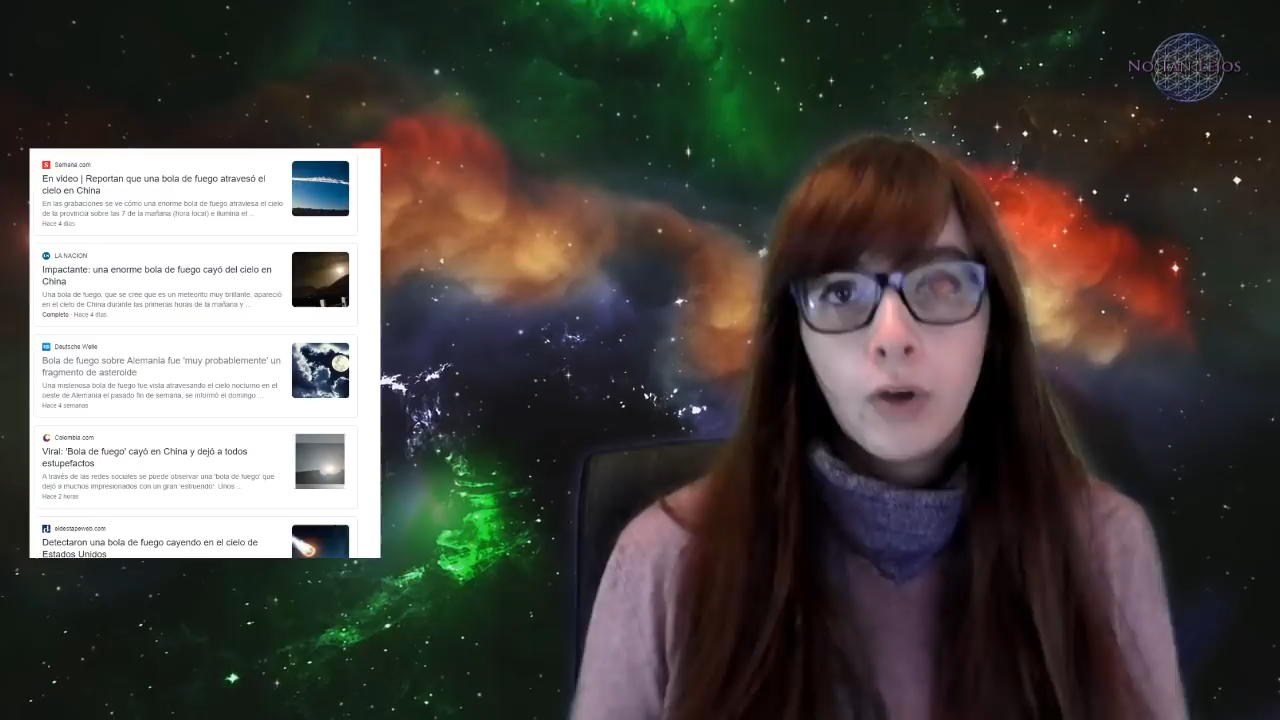 NO TAN LEJOS
Semana.com
En video | Reportan que una bola de fuego atravesó el
cielo en China
En las grabaciones se ve cómo una enorme bola de fuego atraviesa el cielo
de la provincia sobre las 7 de la mañana (hora local) e ilumina el ...
Hace 4 días
LA NACION
Impactante: una enorme bola de fuego cayó del cielo en
China
Una bola de fuego, que se cree que es un meteorito muy brillante, apareció
en el cielo de China durante las primeras horas de la mañana y ...
Completo · Hace 4 días
Deutsche Welle
Bola de fuego sobre Alemania fue 'muy probablemente' un
fragmento de asteroide
Una misteriosa bola de fuego fue vista atravesando el cielo nocturno en el
oeste de Alemania el pasado fin de semana, se informó el domingo ...
Hace 4 semanas
Colombia.com
Viral: 'Bola de fuego' cayó en China y dejó a todos
estupefactos
A través de las redes sociales se puede observar una 'bola de fuego' que
dejó a muchos impresionados con un gran 'estruendo'. Unos ...
Hace 2 horas
eldestapeweb.com
Detectaron una bola de fuego cayendo en el cielo de
Estados Unidos